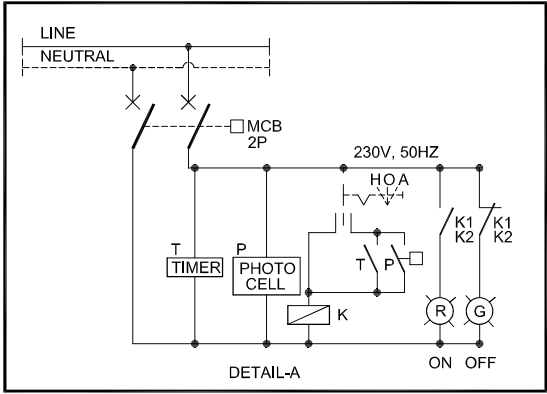 LINE
NEUTRAL
MCB
2P
230V, 50HZ
H O A
K1
K2
K1
K2
T
TIMER
P
PHOTO
CELL
T
P
K
R
G
ON
OFF
DETAIL-A